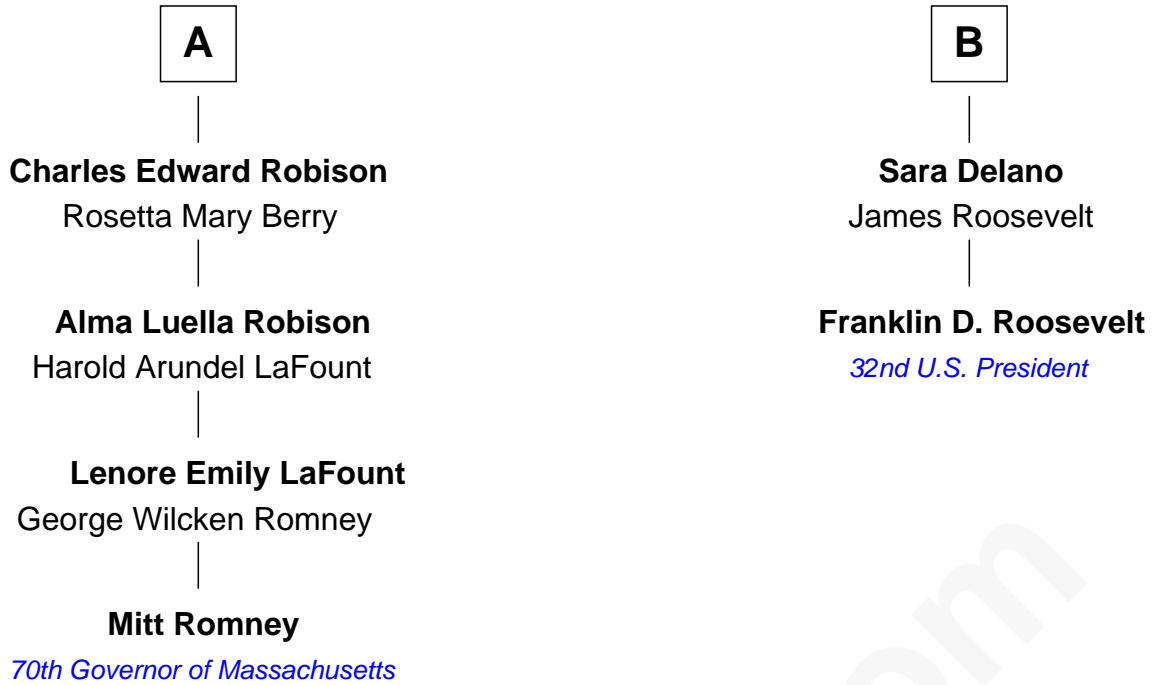 A
Charles Edward Robison
Rosetta Mary Berry
Alma Luella Robison
Harold Arundel LaFount
Lenore Emily LaFount
George Wilcken Romney
Mitt Romney
70th Governor of Massachusetts
B
Sara Delano
James Roosevelt
Franklin D. Roosevelt
32nd U.S. President
om